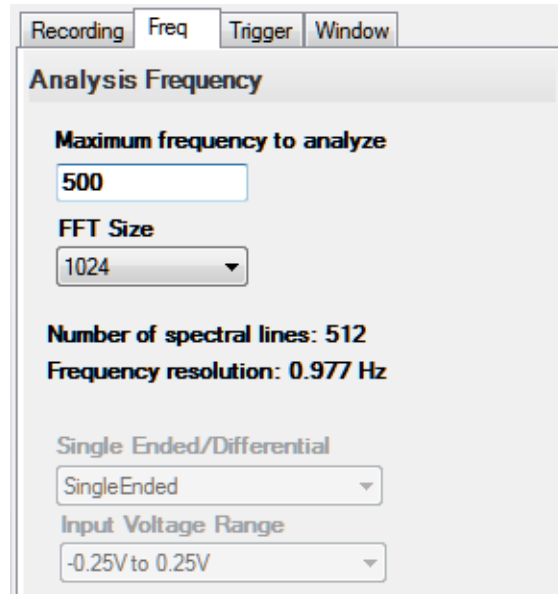 Recording Freq Trigger Window
Analysis Frequency
Maximum frequency to analyze
500
FFT Size
1024
Number of spectral lines: 512
Frequency resolution: 0.977 Hz
Single Ended/Differential
SingleEnded
Input Voltage Range
-0.25V to 0.25V